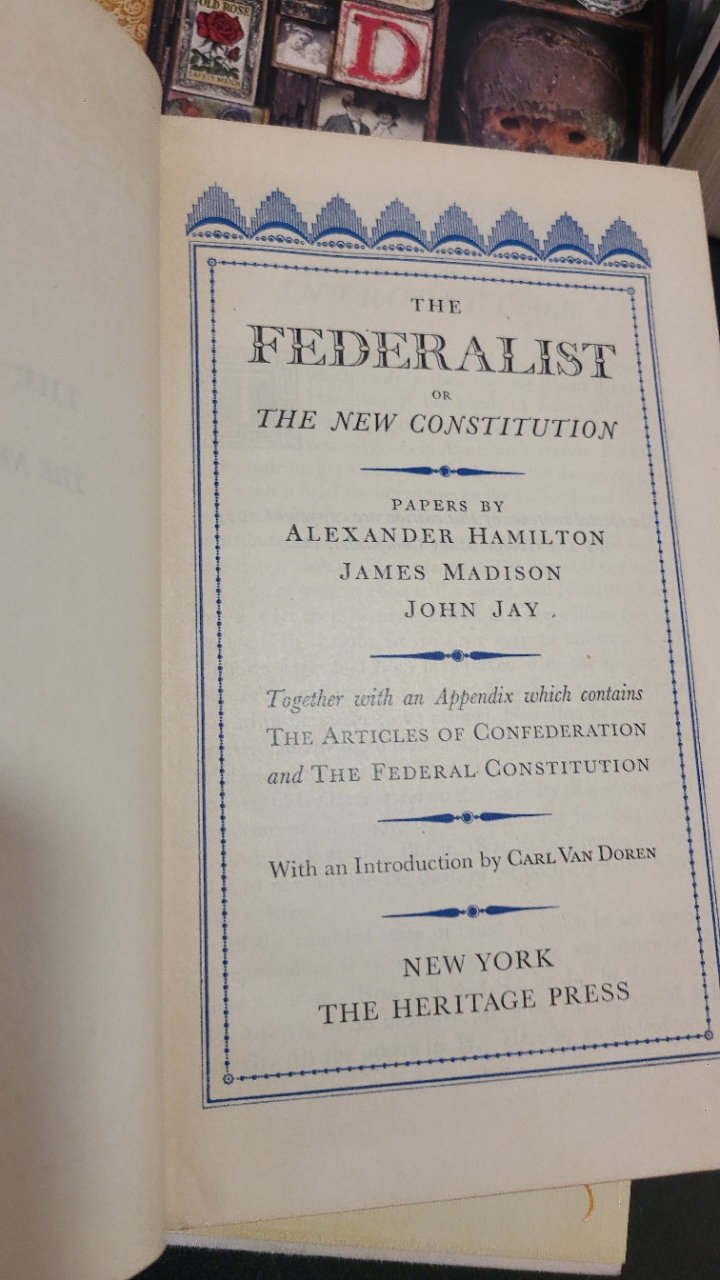 OLD ROSE
SAFETY MATCH
D
THE
FEDERALIST
OR
THE NEW CONSTITUTION
PAPERS BY
ALEXANDER HAMILTON
JAMES MADISON
JOHN JAY
Together with an Appendix which contains
THE ARTICLES OF CONFEDERATION
and THE FEDERAL CONSTITUTION
With an Introduction by CARL VAN DOREN
NEW YORK
THE HERITAGE PRESS